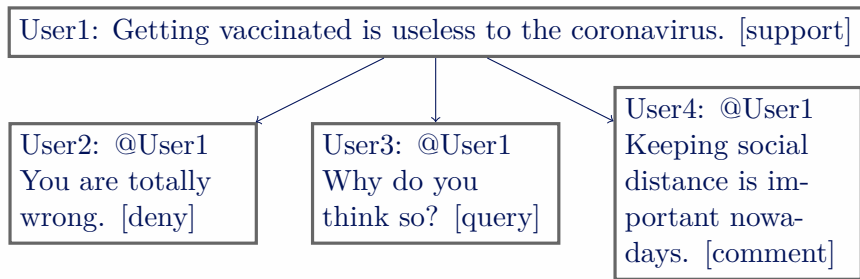 User1: Getting vaccinated is useless to the coronavirus. [support]
User2: @User1
You are totally
wrong. [deny]
User3: @User1
Why do you
think so? [query]
User4: @User1
Keeping social
distance is im-
portant nowa-
days. [comment]